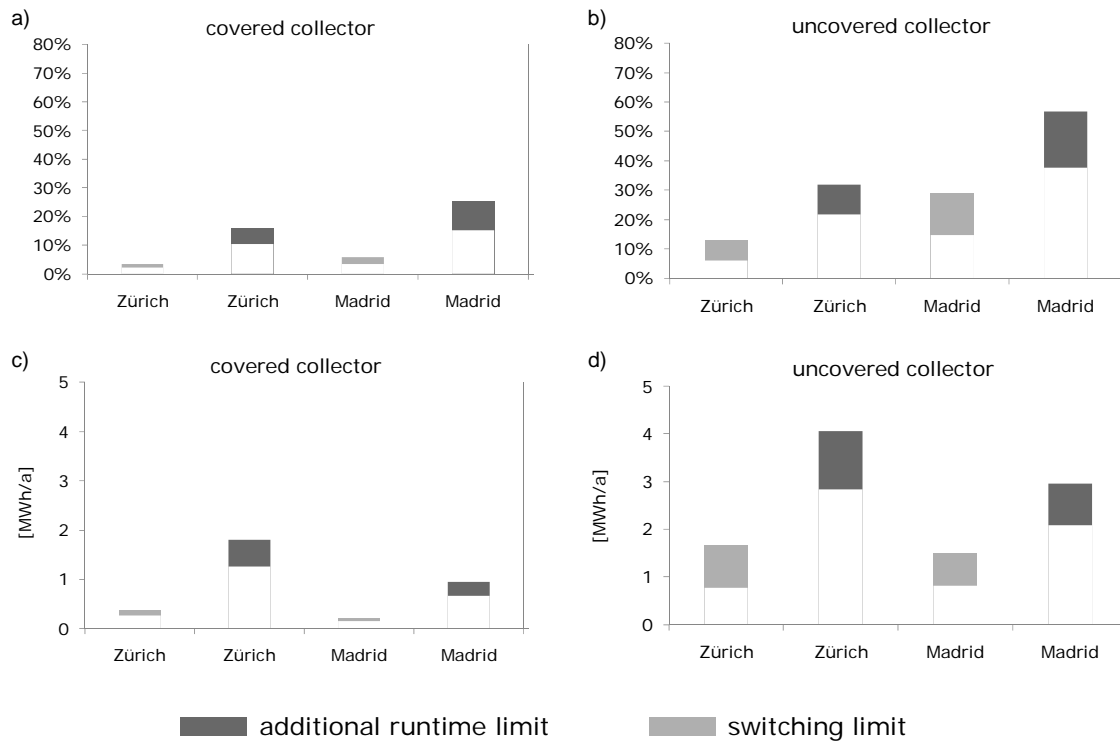 a)
covered collector
80%
70%
60%
50%
40%
30%
20%
10%
0%
Zürich Zürich Madrid Madrid
b)
uncovered collector
80%
70%
60%
50%
40%
30%
20%
10%
0%
Zürich Zürich Madrid Madrid
c)
covered collector
[MWh/a]
5
4
3
2
1
0
Zürich Zürich Madrid Madrid
d)
uncovered collector
[MWh/a]
5
4
3
2
1
0
Zürich Zürich Madrid Madrid
additional runtime limit switching limit